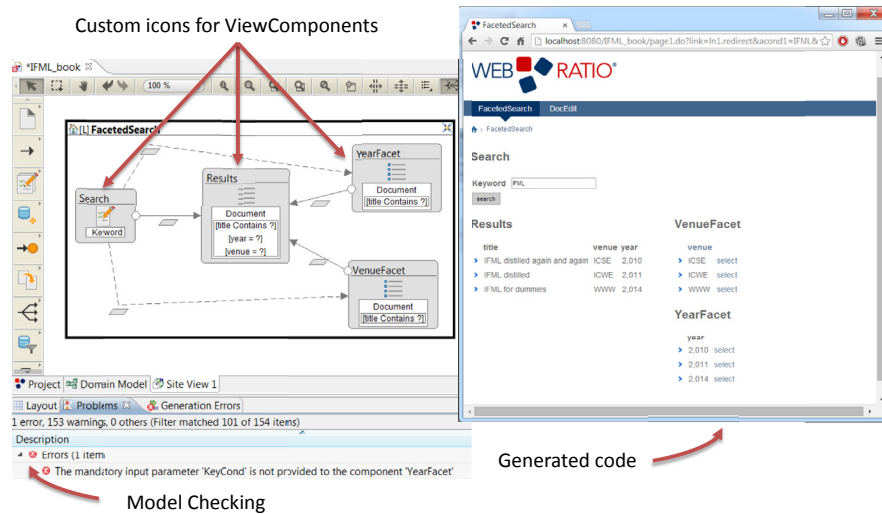 Custom icons for ViewComponents
*IFML_book
100 %
[L] FacetedSearch
Search
Keyword
Results
Document
[title Contains ?]
[year = ?]
[venue = ?]
YearFacet
Document
[title Contains ?]
VenueFacet
Document
[title Contains ?]
Project
Domain Model
Site View 1
Layout
Problems
Generation Errors
1 error, 153 warnings, 0 others (Filter matched 101 of 154 items)
Description
Errors (1 item)
The mandatory input parameter 'KeyCond' is not provided to the component 'YearFacet'
Model Checking
FacetedSearch
localhost:8080/IFML_book/page1.do?link=ln1.redirect&acond1=IFML&
WEB RATIO®
FacetedSearch DocEdit
FacetedSearch
Search
Keyword IFML
search
Results
title venue year
IFML distilled again and again ICSE 2,010
IFML distilled ICWE 2,011
IFML for dummies WWW 2,014
VenueFacet
venue
ICSE select
ICWE select
WWW select
YearFacet
year
2,010 select
2,011 select
2,014 select
Generated code